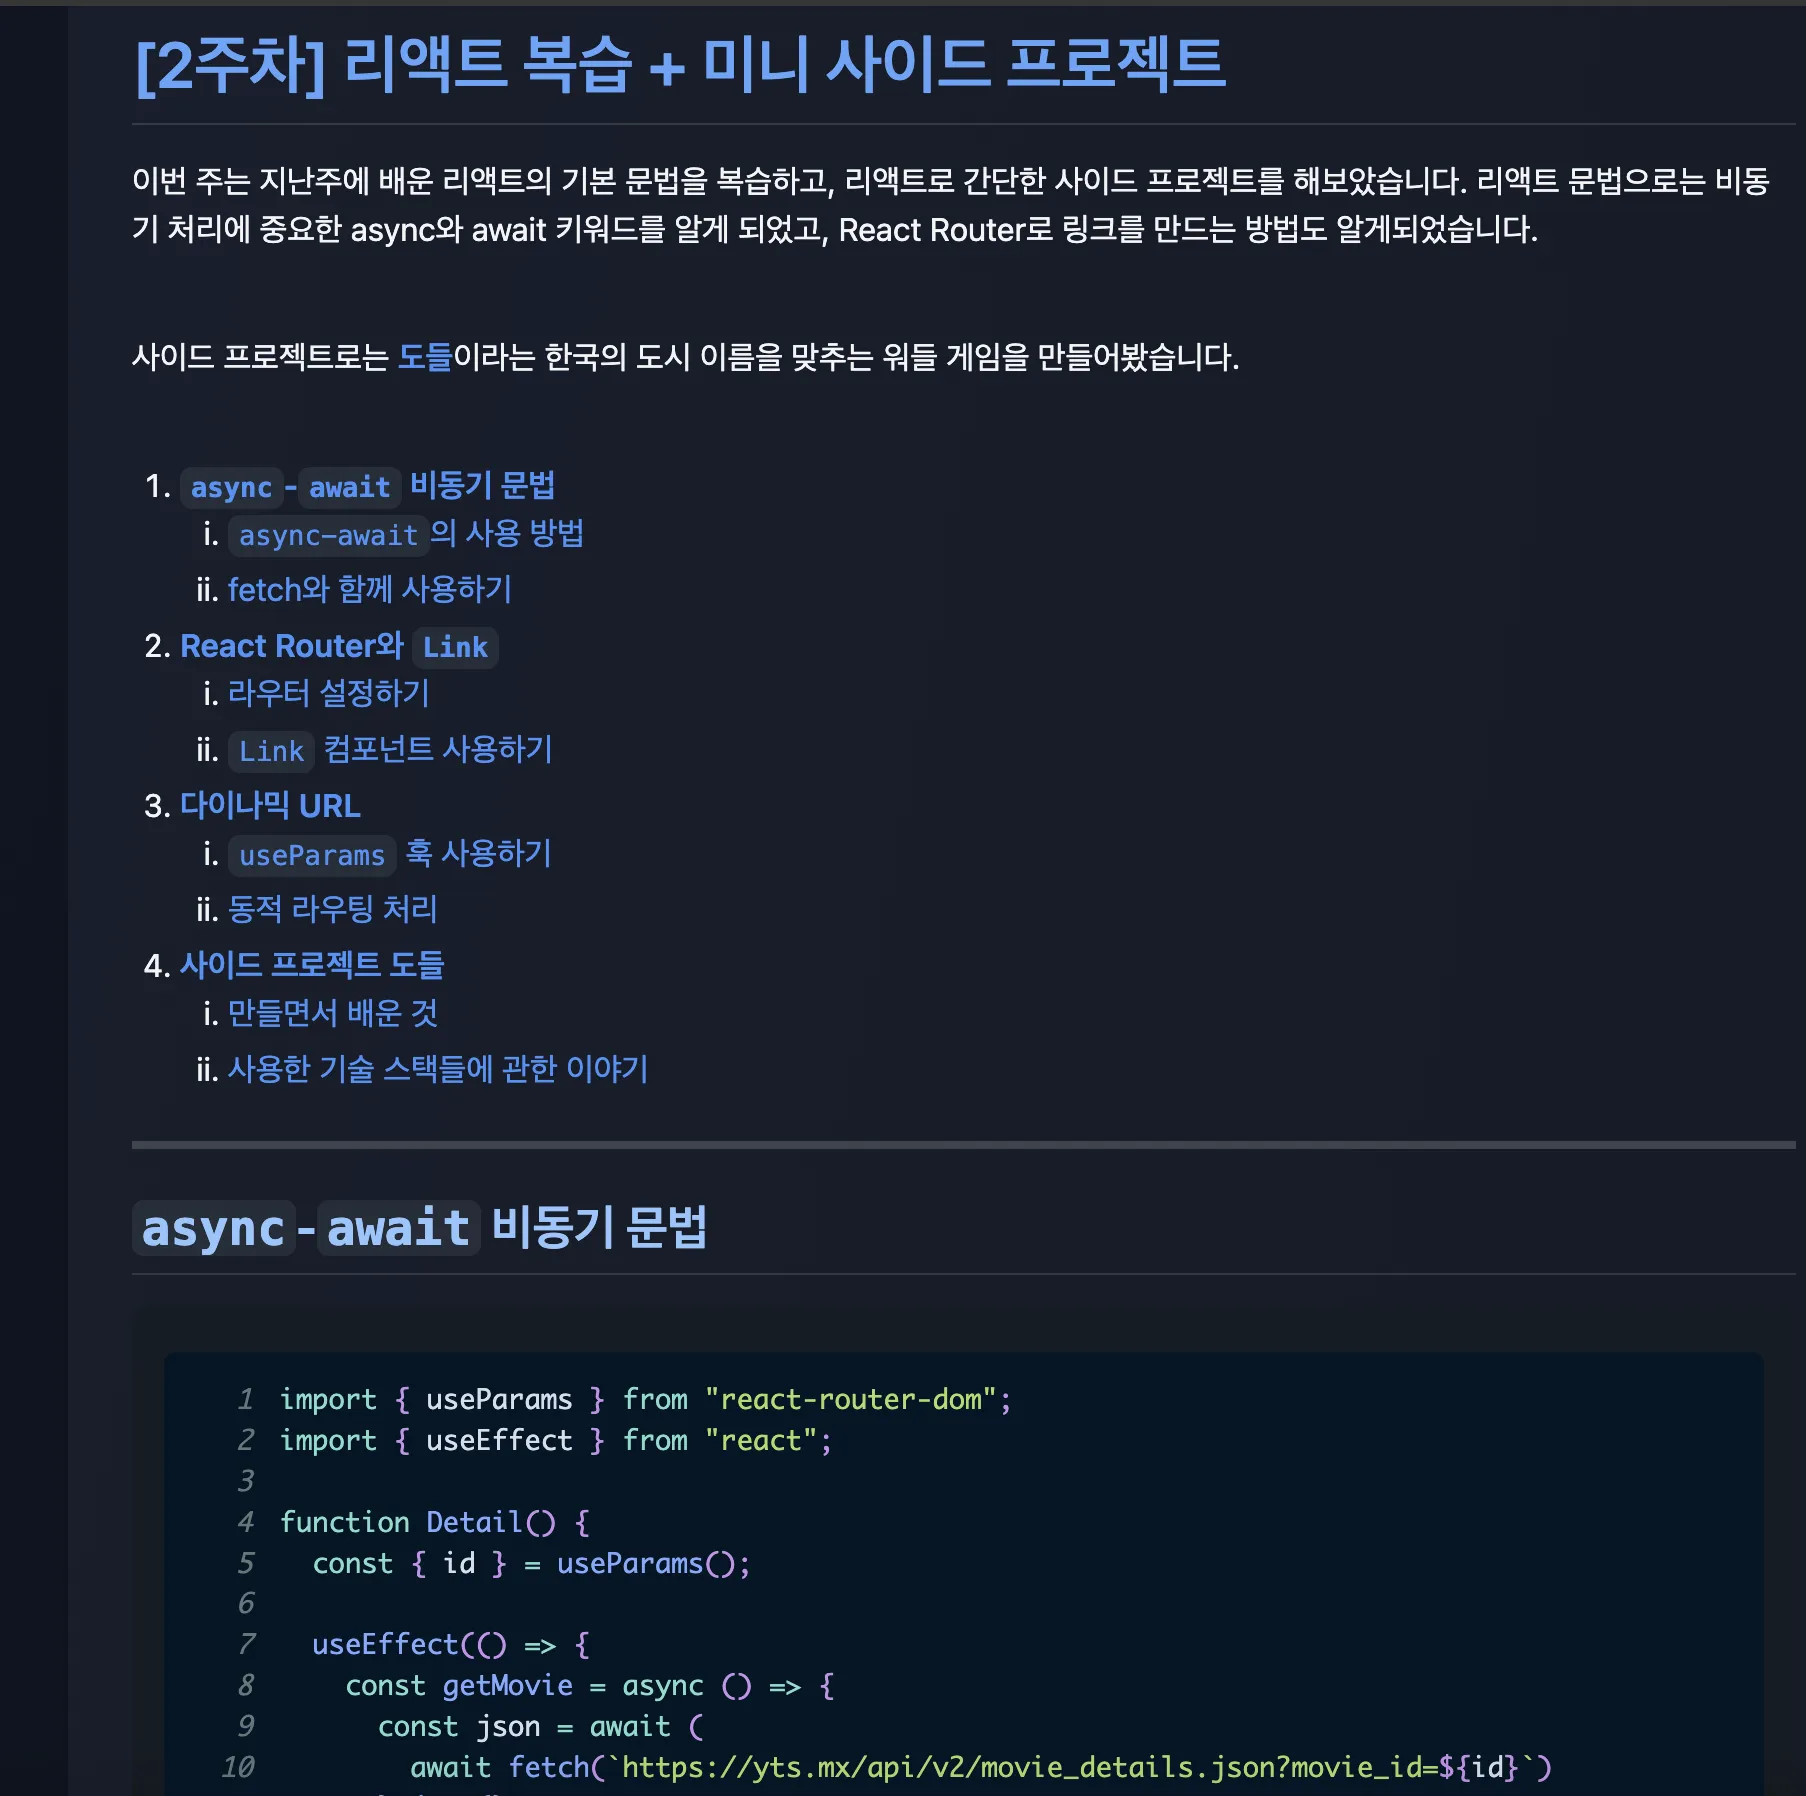 [2주차] 리액트 복습 + 미니 사이드 프로젝트
이번 주는 지난주에 배운 리액트의 기본 문법을 복습하고, 리액트로 간단한 사이드 프로젝트를 해보았습니다. 리액트 문법으로는 비동
기 처리에 중요한 async와 await 키워드를 알게 되었고, React Router로 링크를 만드는 방법도 알게되었습니다.
사이드 프로젝트로는 도들이라는 한국의 도시 이름을 맞추는 워들 게임을 만들어봤습니다.
1. async-await 비동기 문법
i. async-await의 사용 방법
ii. fetch와 함께 사용하기
2. React Router와 Link
i. 라우터 설정하기
ii. Link 컴포넌트 사용하기
3. 다이나믹 URL
i. useParams 훅 사용하기
ii. 동적 라우팅 처리
4. 사이드 프로젝트 도들
i. 만들면서 배운 것
ii. 사용한 기술 스택들에 관한 이야기
async-await 비동기 문법
1 import { useParams } from "react-router-dom";
2 import { useEffect } from "react";
3
4 function Detail() {
5 const { id } = useParams();
6
7 useEffect(() => {
8 const getMovie = async () => {
9 const json = await (
10 await fetch(`https://yts.mx/api/v2/movie_details.json?movie_id=${id}`)